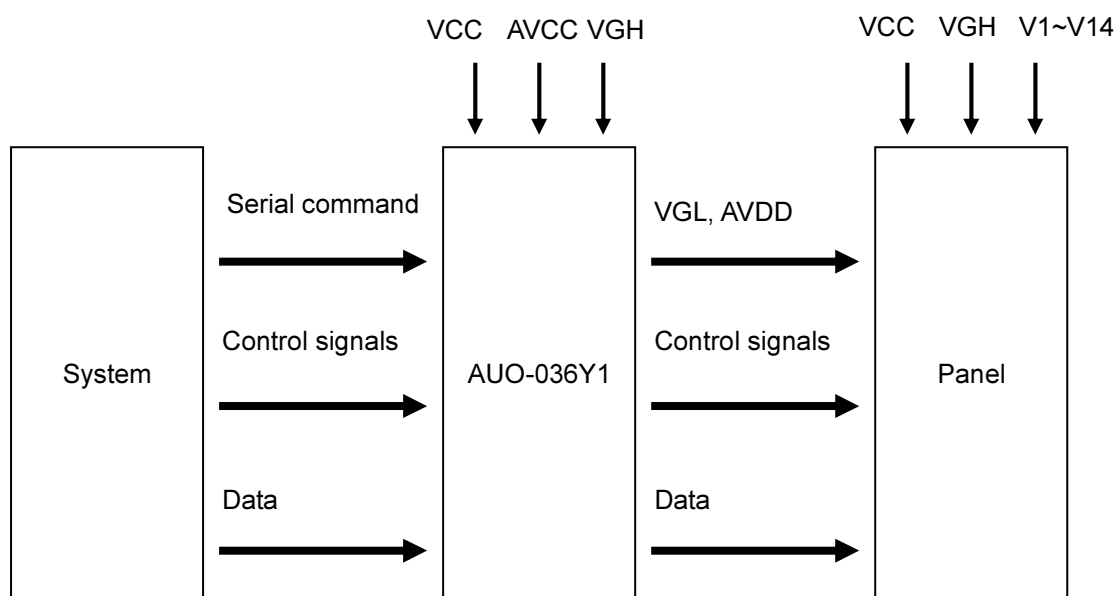 VCC AVCC VGH
VCC VGH V1~V14
Serial command
VGL, AVDD
Control signals
Control signals
System
AUO-036Y1
Panel
Data
Data